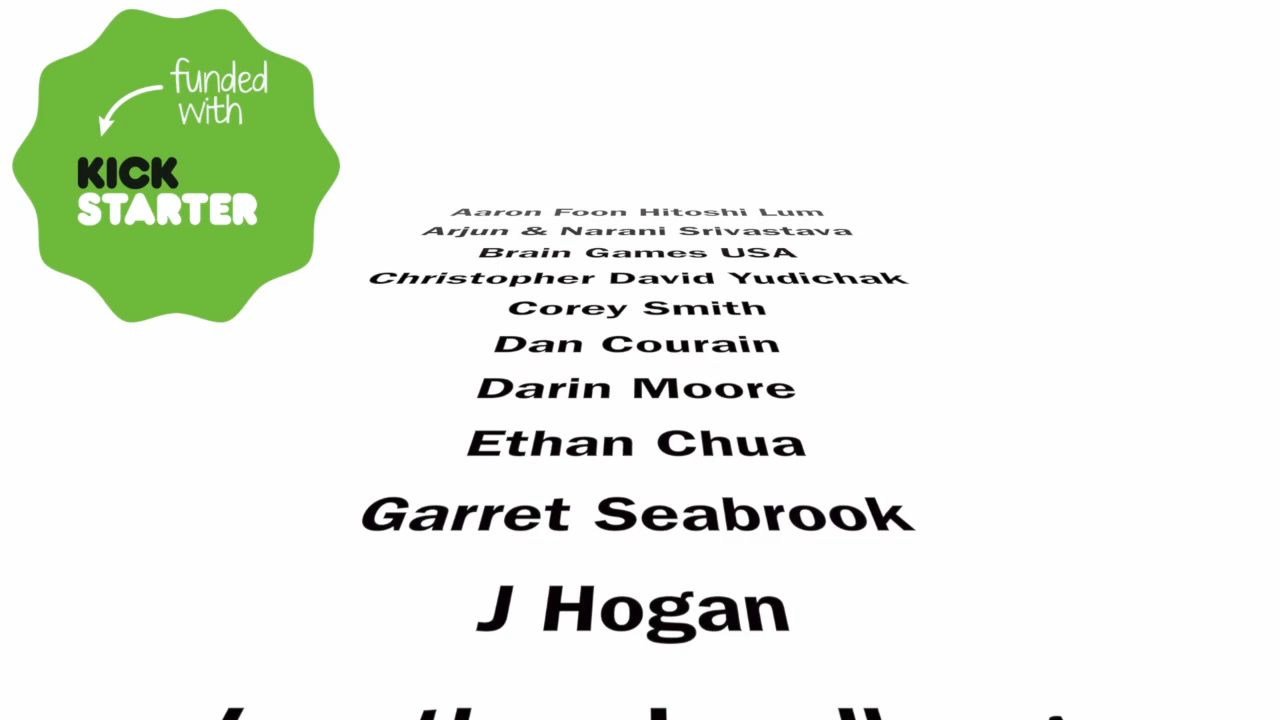 funded
with
KICK
STARTER
Aaron Foon Hitoshi Lum
Arjun & Narani Srivastava
Brain Games USA
Christopher David Yudichak
Corey Smith
Dan Courain
Darin Moore
Ethan Chua
Garret Seabrook
J Hogan